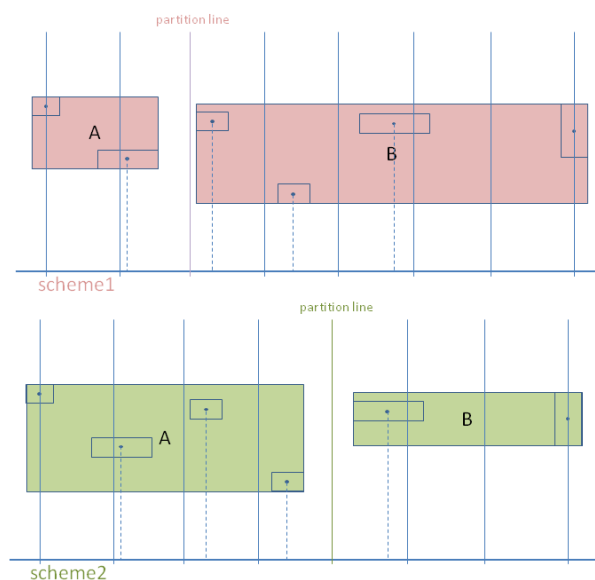 partition line
A
B
scheme1
partition line
A
B
scheme2